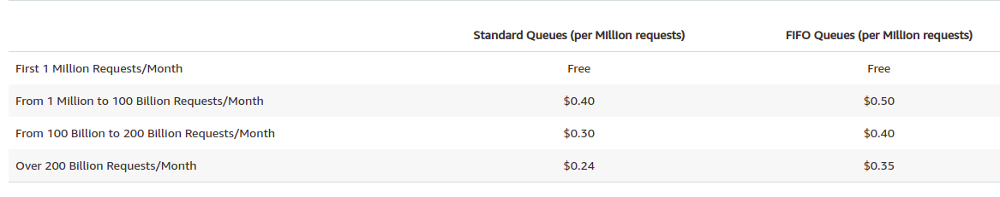 Standard Queues (per Million requests) FIFO Queues (per Million requests)
First 1 Million Requests/Month Free Free
From 1 Million to 100 Billion Requests/Month $0.40 $0.50
From 100 Billion to 200 Billion Requests/Month $0.30 $0.40
Over 200 Billion Requests/Month $0.24 $0.35